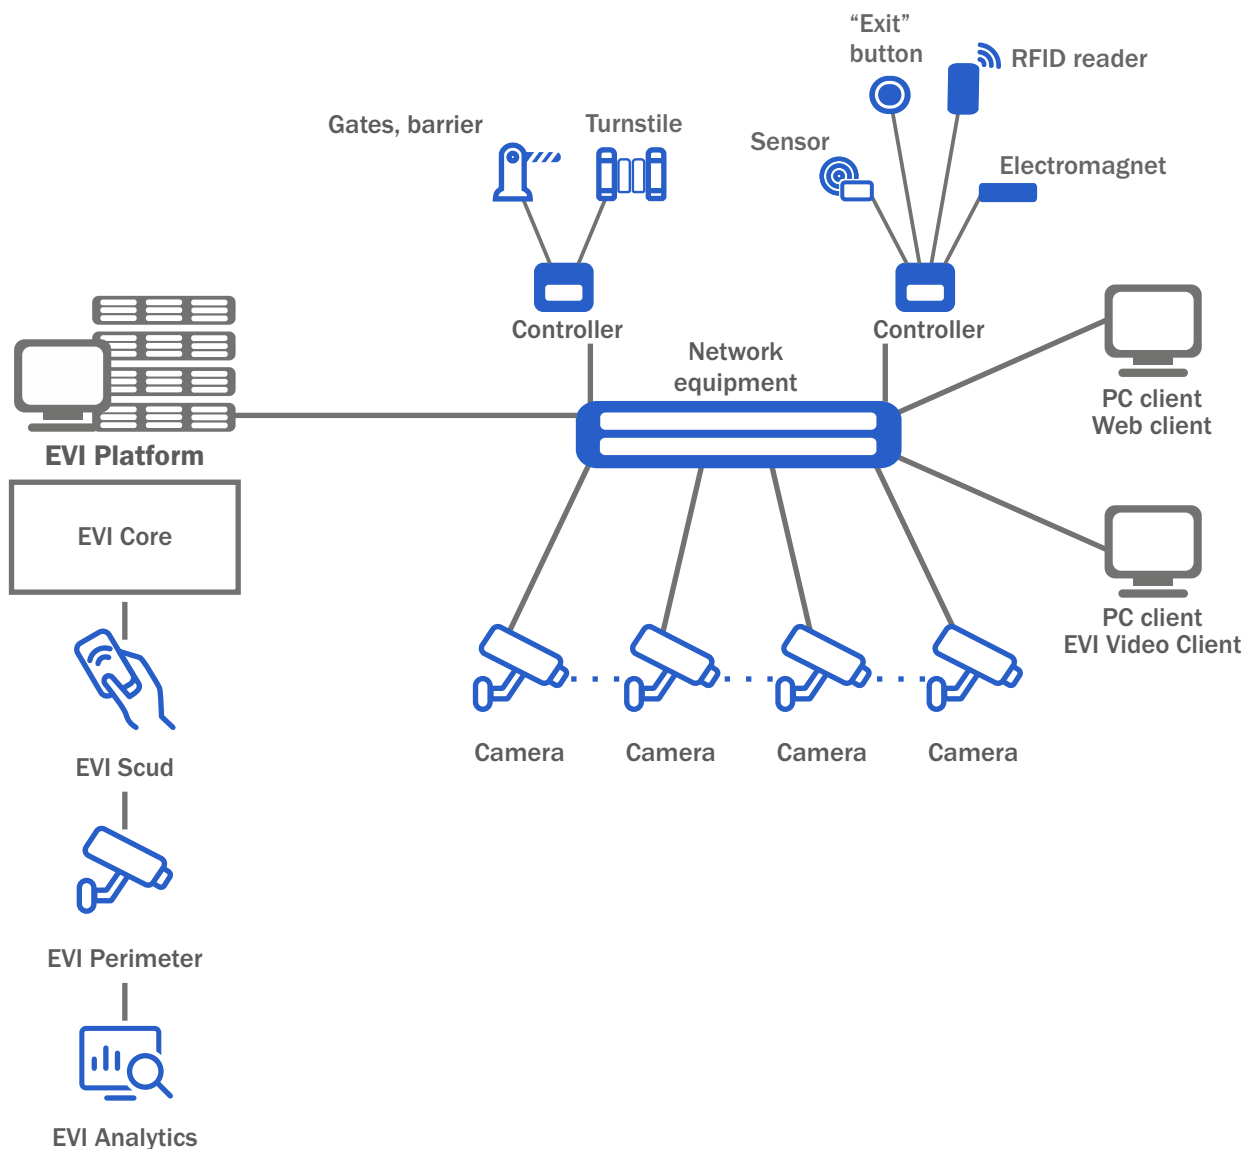 “Exit”
button
RFID reader
Gates, barrier
Turnstile
Sensor
Electromagnet
Controller
Controller
Network
equipment
PC client
Web client
EVI Platform
EVI Core
PC client
EVI Video Client
Camera
Camera
Camera
Camera
EVI Scud
EVI Perimeter
EVI Analytics